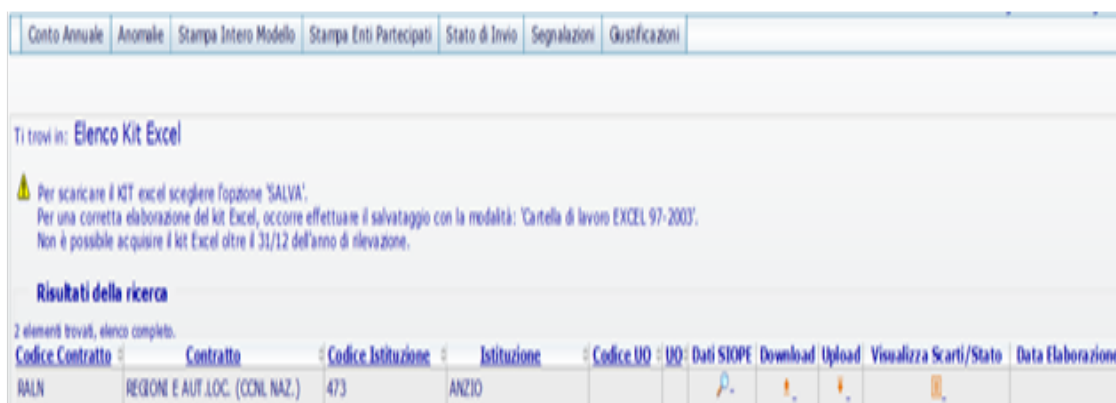 Conto Annuale Anomalie Stampa Intero Modello Stampa Enti Partecipati Stato di Invio Segnalazioni Giustificazioni
Ti trovi in: Elenco Kit Excel
Per scaricare il KIT excel scegliere l'opzione 'SALVA'.
Per una corretta elaborazione del kit Excel, occorre effettuare il salvataggio con la modalità: 'Cartella di lavoro EXCEL 97-2003'.
Non è possibile acquisire il kit Excel oltre il 31/12 dell'anno di rilevazione.
Risultati della ricerca
2 elementi trovati, elenco completo.
Codice Contratto Contratto Codice Istituzione Istituzione Codice UO UO Dati SIOPE Download Upload Visualizza Scarti/Stato Data Elaborazione
RALN REGIONI E AUT.LOC. (CCNL NAZ.) 473 ANZIO